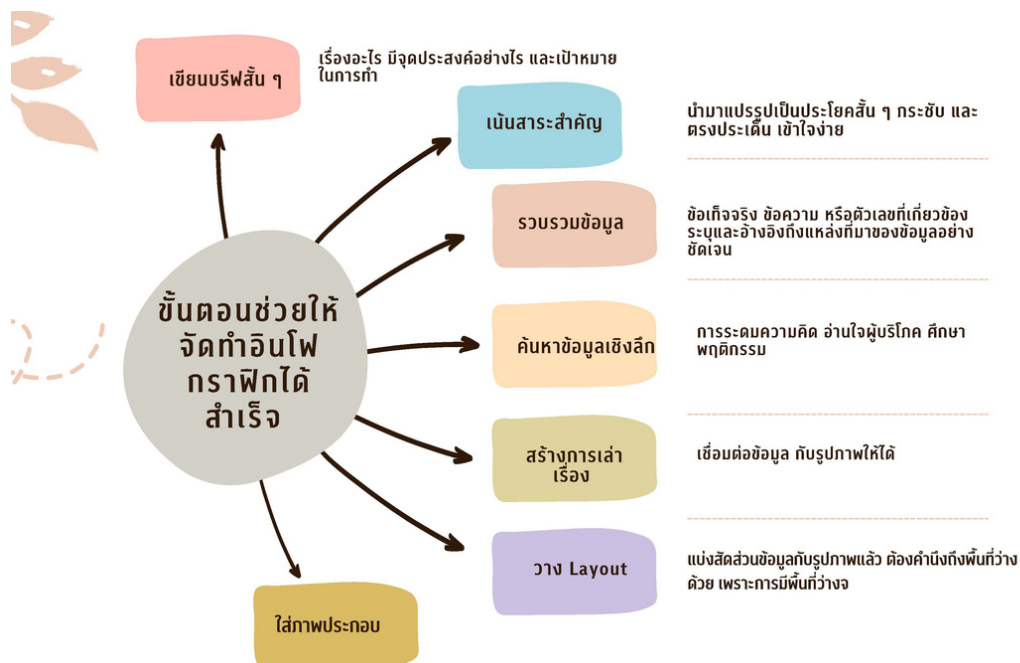 เขียนบรีฟสั้น ๆ
เรื่องอะไร มีจุดประสงค์อย่างไร และเป้าหมาย
ในการทำ
เน้นสาระสำคัญ
นำมาแปรรูปเป็นประโยคสั้น ๆ กระชับ และ
ตรงประเด็น เข้าใจง่าย
รวบรวมข้อมูล
ข้อเท็จจริง ข้อความ หรือตัวเลขที่เกี่ยวข้อง
ระบุและอ้างอิงถึงแหล่งที่มาของข้อมูลอย่าง
ชัดเจน
ขั้นตอนช่วยให้
จัดทำอินโฟ
กราฟิกได้
สำเร็จ
ค้นหาข้อมูลเชิงลึก
การระดมความคิด อ่านใจผู้บริโภค ศึกษา
พฤติกรรม
สร้างการเล่า
เรื่อง
เชื่อมต่อข้อมูล กับรูปภาพให้ได้
วาง Layout
แบ่งสัดส่วนข้อมูลกับรูปภาพแล้ว ต้องคำนึงถึงพื้นที่ว่าง
ด้วย เพราะการมีพื้นที่ว่างจ
ใส่ภาพประกอบ